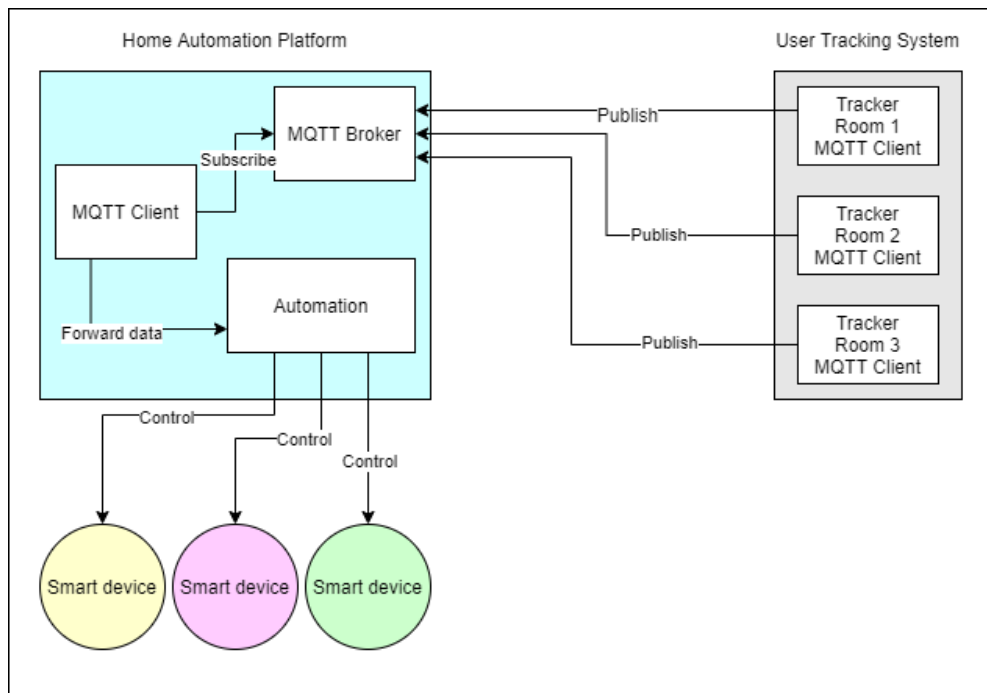 Home Automation Platform
User Tracking System
MQTT Broker
Subscribe
MQTT Client
Forward data
Automation
Publish
Publish
Publish
Tracker
Room 1
MQTT Client
Tracker
Room 2
MQTT Client
Tracker
Room 3
MQTT Client
Control
Control
Control
Smart device
Smart device
Smart device